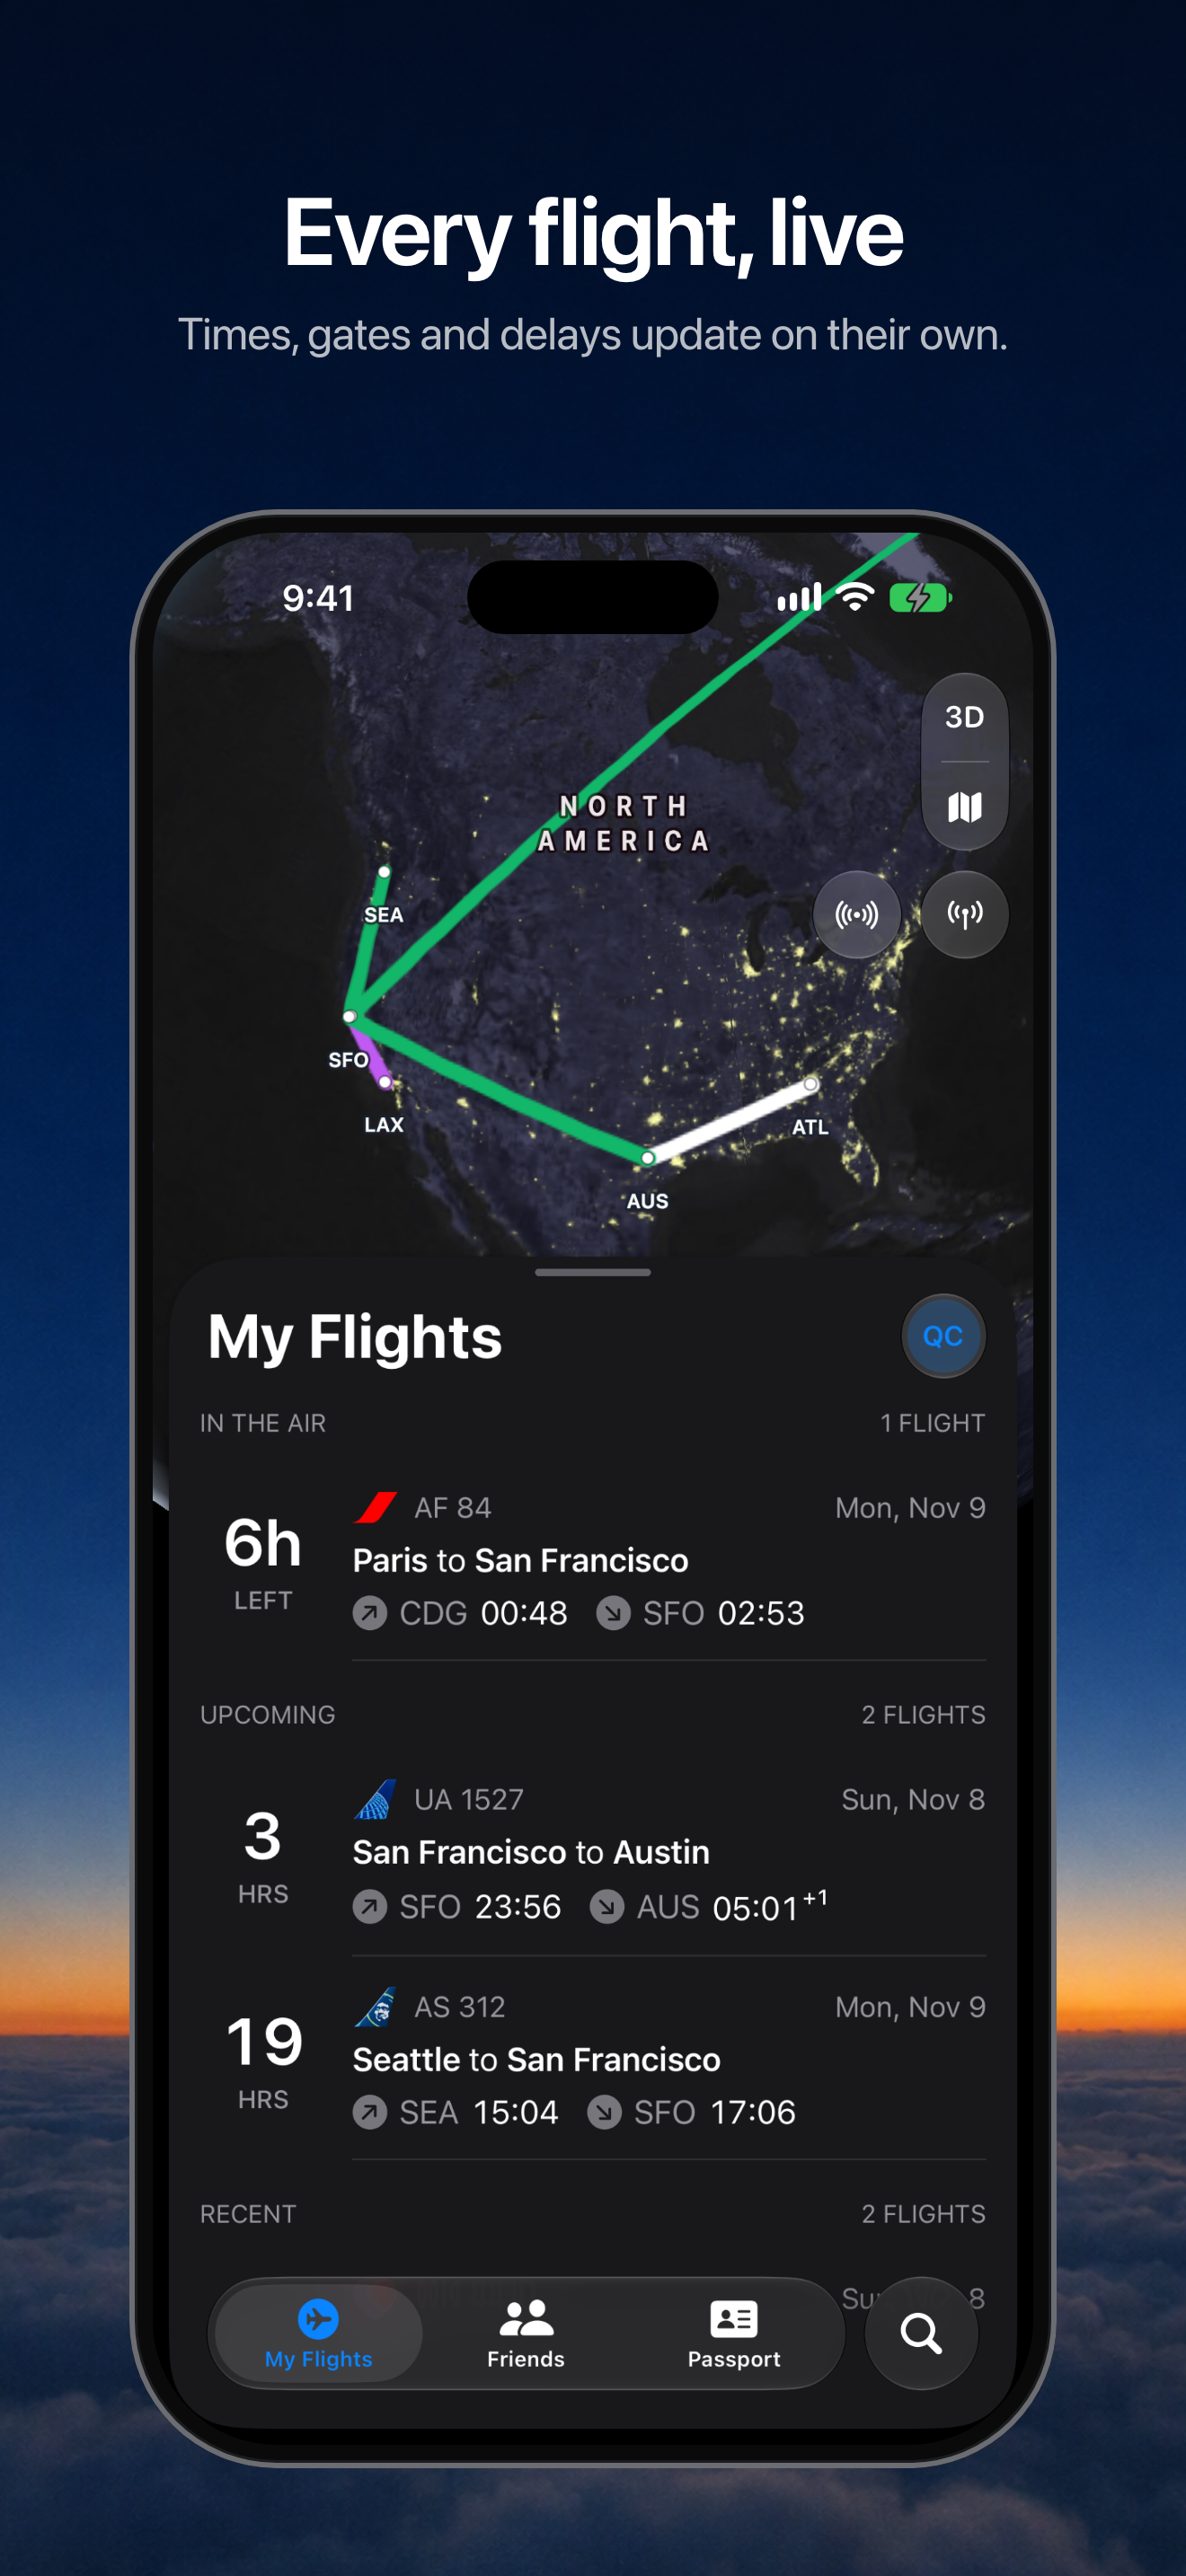 Every flight, live
Times, gates and delays update on their own.
9:41
3D
NORTH
AMERICA
SEA
SFO
LAX
ATL
AUS
My Flights
QC
IN THE AIR 1 FLIGHT
AF 84 Mon, Nov 9
6h
LEFT
Paris to San Francisco
CDG 00:48 SFO 02:53
UPCOMING 2 FLIGHTS
UA 1527 Sun, Nov 8
3
HRS
San Francisco to Austin
SFO 23:56 AUS 05:01+1
AS 312 Mon, Nov 9
19
HRS
Seattle to San Francisco
SEA 15:04 SFO 17:06
RECENT 2 FLIGHTS
8
My Flights
Friends
Passport